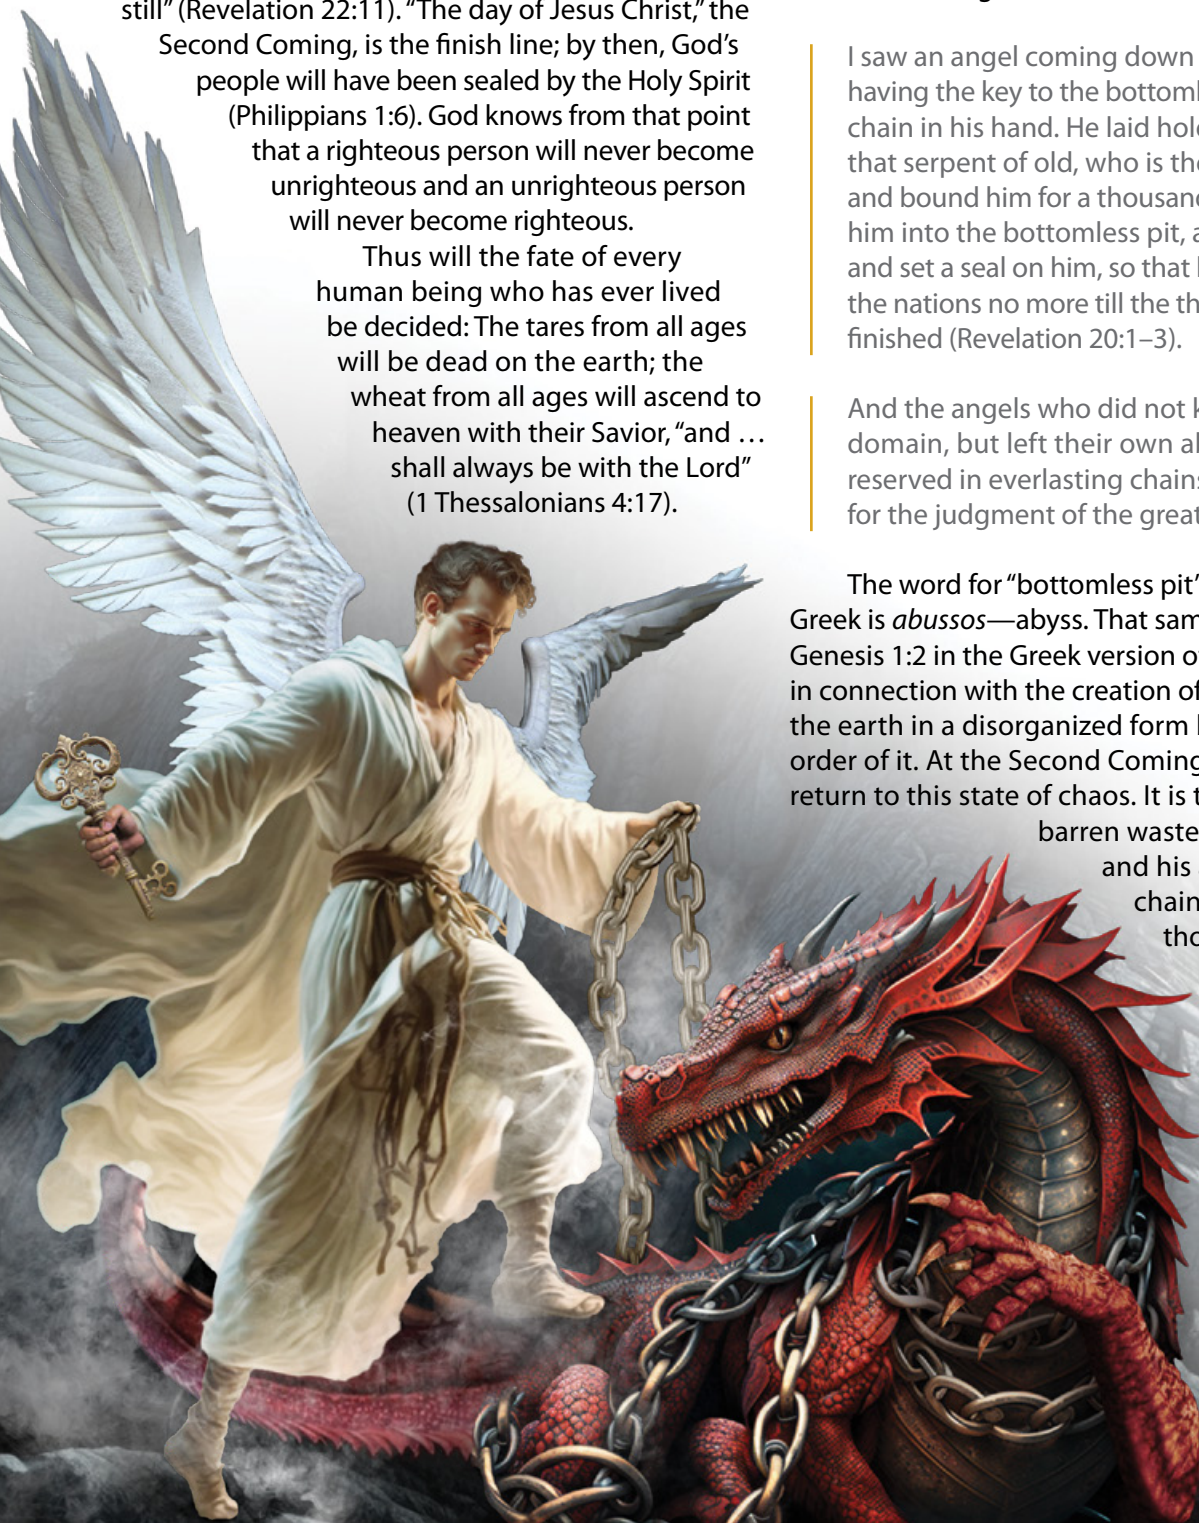 still” (Revelation 22:11). “The day of Jesus Christ,” the
Second Coming, is the finish line; by then, God’s
people will have been sealed by the Holy Spirit
(Philippians 1:6). God knows from that point
that a righteous person will never become
unrighteous and an unrighteous person
will never become righteous.
Thus will the fate of every
human being who has ever lived
be decided: The tares from all ages
will be dead on the earth; the
wheat from all ages will ascend to
heaven with their Savior, “and …
shall always be with the Lord”
(1 Thessalonians 4:17).
I saw an angel coming down
having the key to the bottoml
chain in his hand. He laid hol
that serpent of old, who is the
and bound him for a thousand
him into the bottomless pit, a
and set a seal on him, so that
the nations no more till the th
finished (Revelation 20:1–3).
And the angels who did not k
domain, but left their own a
reserved in everlasting chains
for the judgment of the great
The word for “bottomless pit”
Greek is abussos—abyss. That sam
Genesis 1:2 in the Greek version o
in connection with the creation of
the earth in a disorganized form
order of it. At the Second Coming
return to this state of chaos. It is t
barren waste
and his
chain
tho